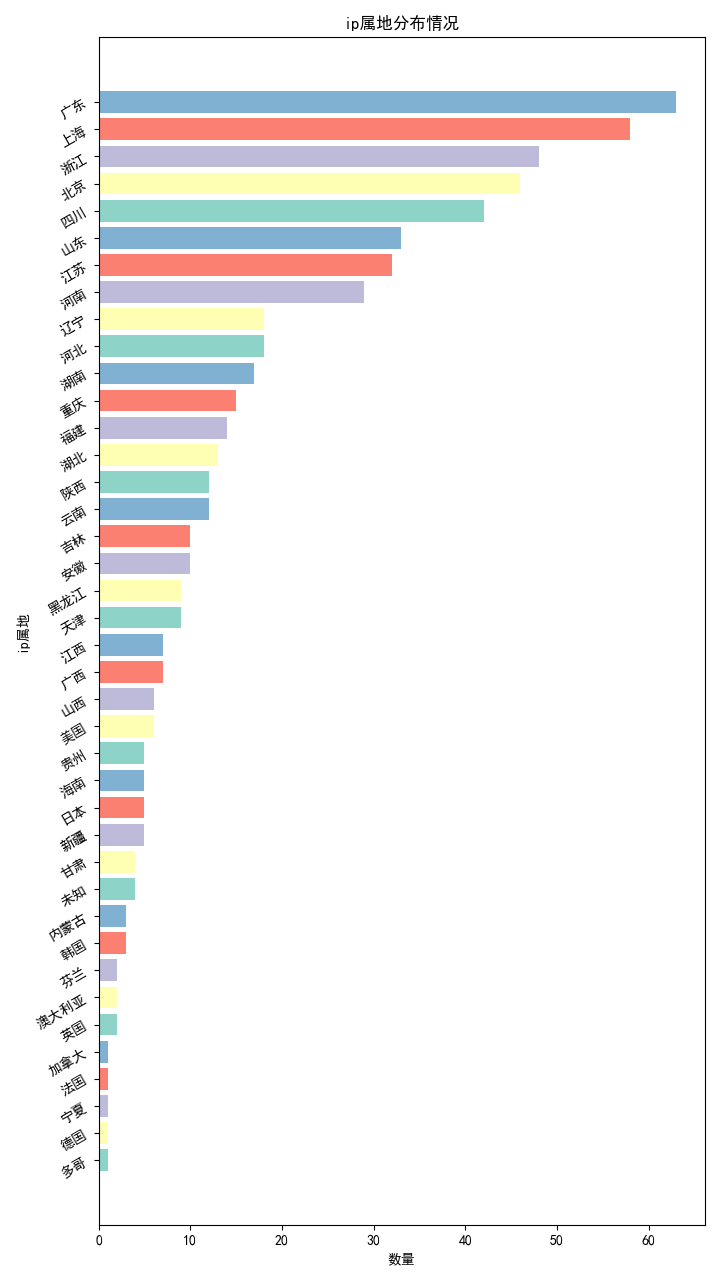 ip属地分布情况
广东
上海
浙江
北京
四川
山东
江苏
河南
辽宁
河北
湖南
重庆
福建
湖北
陕西
云南
吉林
安徽
黑龙江
天津
江西
广西
山西
美国
贵州
海南
日本
新疆
甘肃
未知
内蒙古
韩国
芬兰
澳大利亚
英国
加拿大
法国
宁夏
德国
多哥
ip属地
0 10 20 30 40 50 60
数量